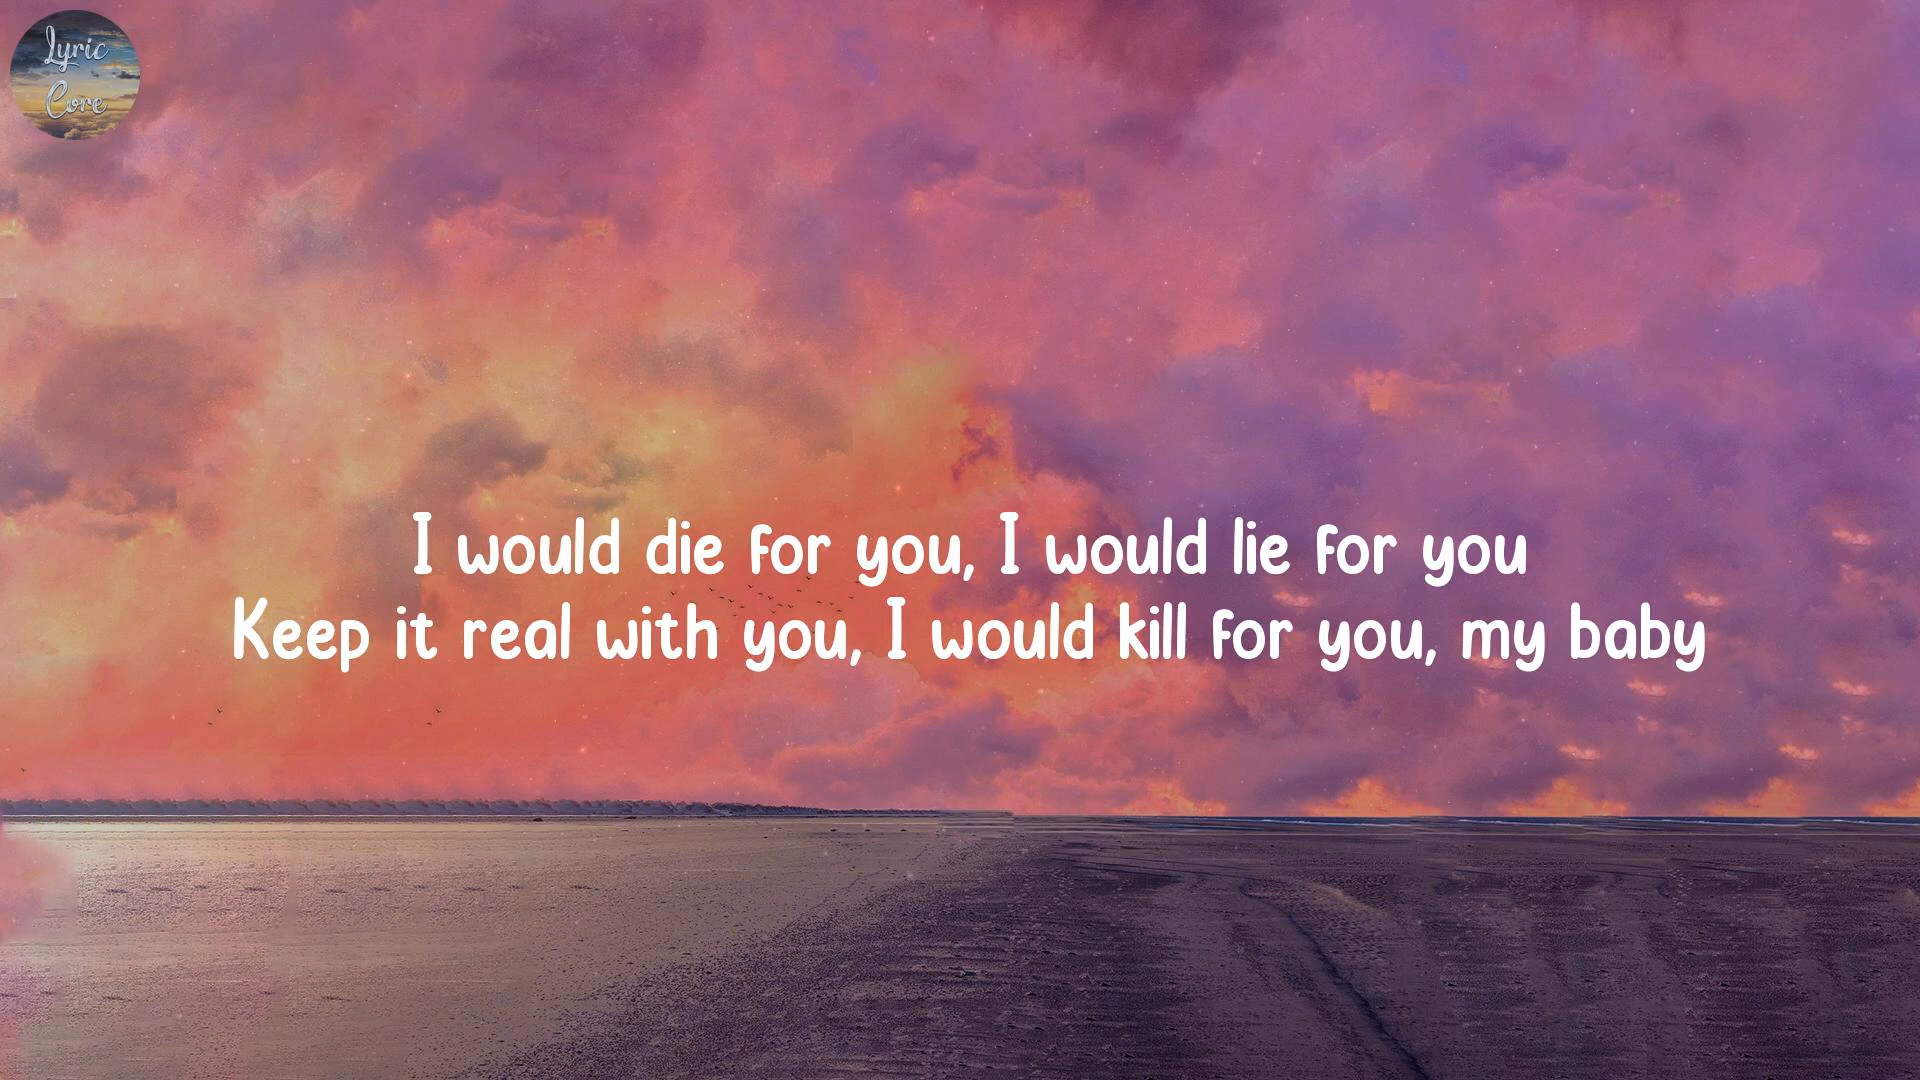 Lyric
Core
I would die for you, I would lie for you
Keep it real with you, I would kill for you, my baby